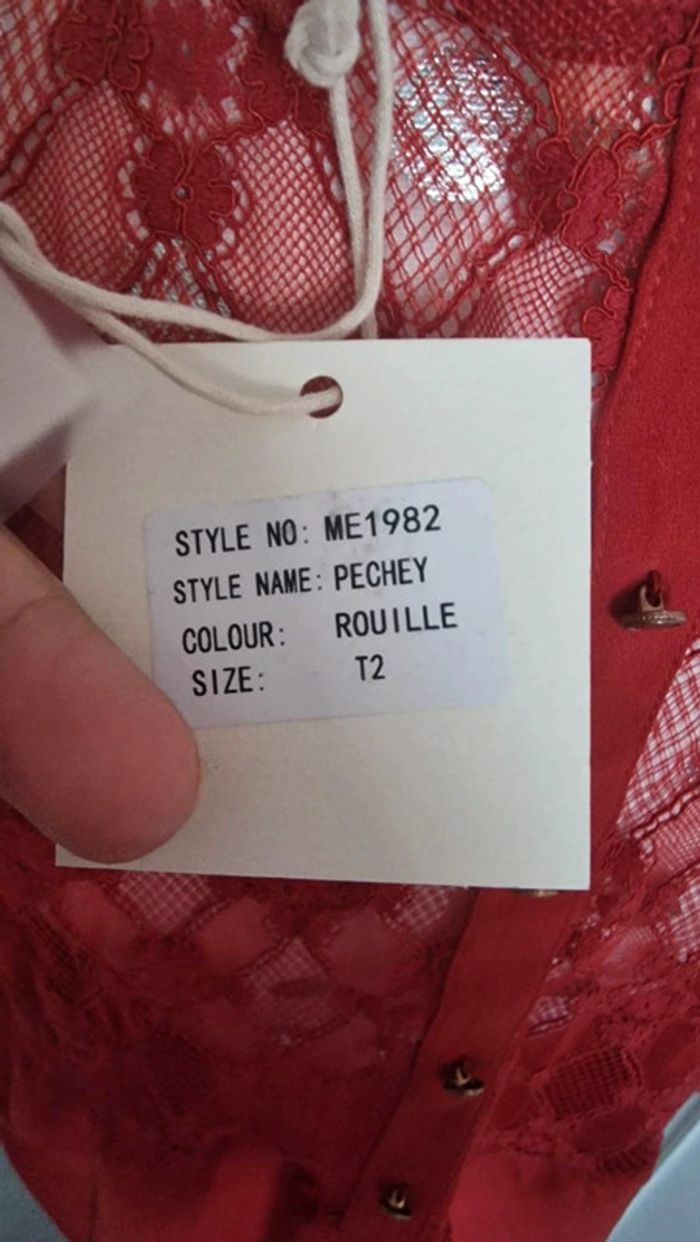 STYLE NO: ME1982
STYLE NAME: PECHEY
COLOUR: ROUILLE
SIZE: T2